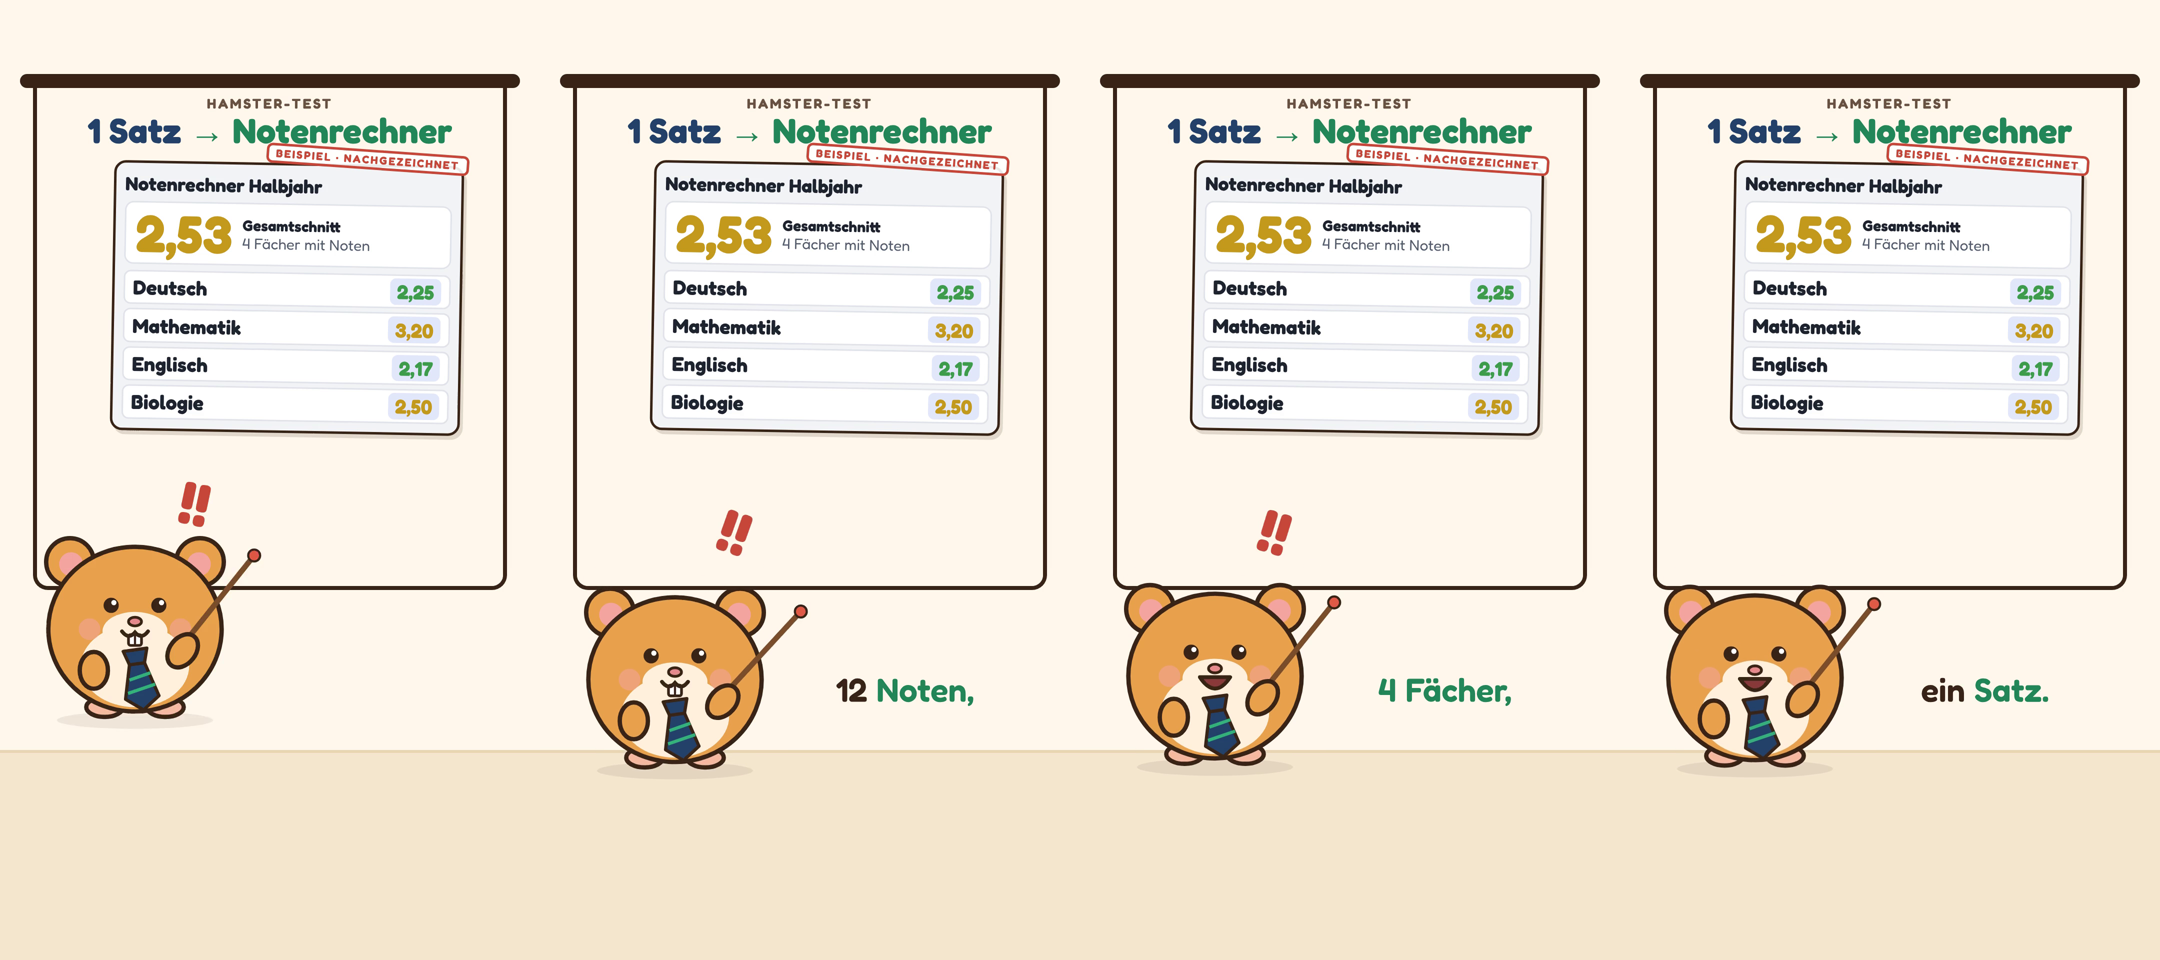 HAMSTER-TEST
1 Satz → Notenrechner
BEISPIEL · NACHGEZEICHNET
Notenrechner Halbjahr
2,53 Gesamtschnitt
4 Fächer mit Noten
Deutsch 2,25
Mathematik 3,20
Englisch 2,17
Biologie 2,50
!!
HAMSTER-TEST
1 Satz → Notenrechner
BEISPIEL · NACHGEZEICHNET
Notenrechner Halbjahr
2,53 Gesamtschnitt
4 Fächer mit Noten
Deutsch 2,25
Mathematik 3,20
Englisch 2,17
Biologie 2,50
!!
12 Noten,
HAMSTER-TEST
1 Satz → Notenrechner
BEISPIEL · NACHGEZEICHNET
Notenrechner Halbjahr
2,53 Gesamtschnitt
4 Fächer mit Noten
Deutsch 2,25
Mathematik 3,20
Englisch 2,17
Biologie 2,50
!!
4 Fächer,
HAMSTER-TEST
1 Satz → Notenrechner
BEISPIEL · NACHGEZEICHNET
Notenrechner Halbjahr
2,53 Gesamtschnitt
4 Fächer mit Noten
Deutsch 2,25
Mathematik 3,20
Englisch 2,17
Biologie 2,50
ein Satz.